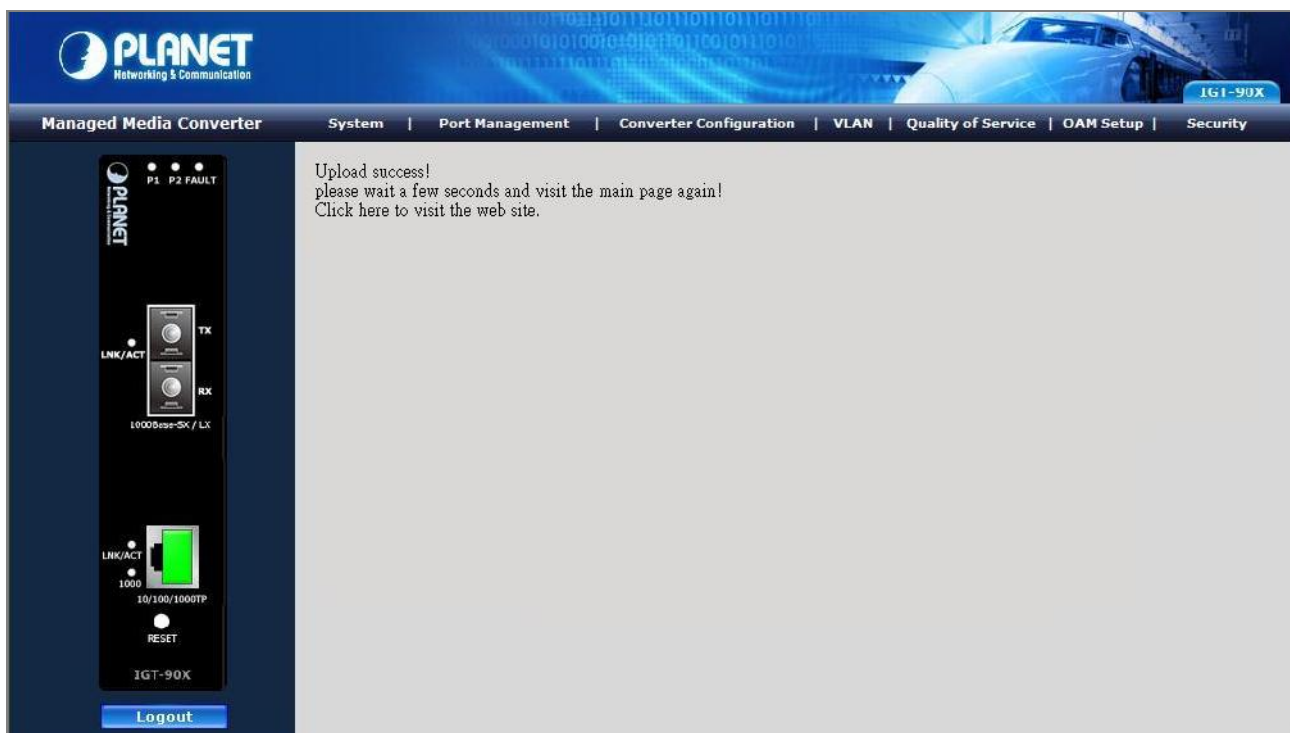 PLANET
Networking & Communication
IGT-90X
Managed Media Converter
System | Port Management | Converter Configuration | VLAN | Quality of Service | OAM Setup | Security
P1 P2 FAULT
PLANET
Upload success!
please wait a few seconds and visit the main page again!
Click here to visit the web site.
TX
LNK/ACT
RX
1000Base-SX / LX
LNK/ACT
1000
10/100/1000TP
RESET
IGT-90X
Logout